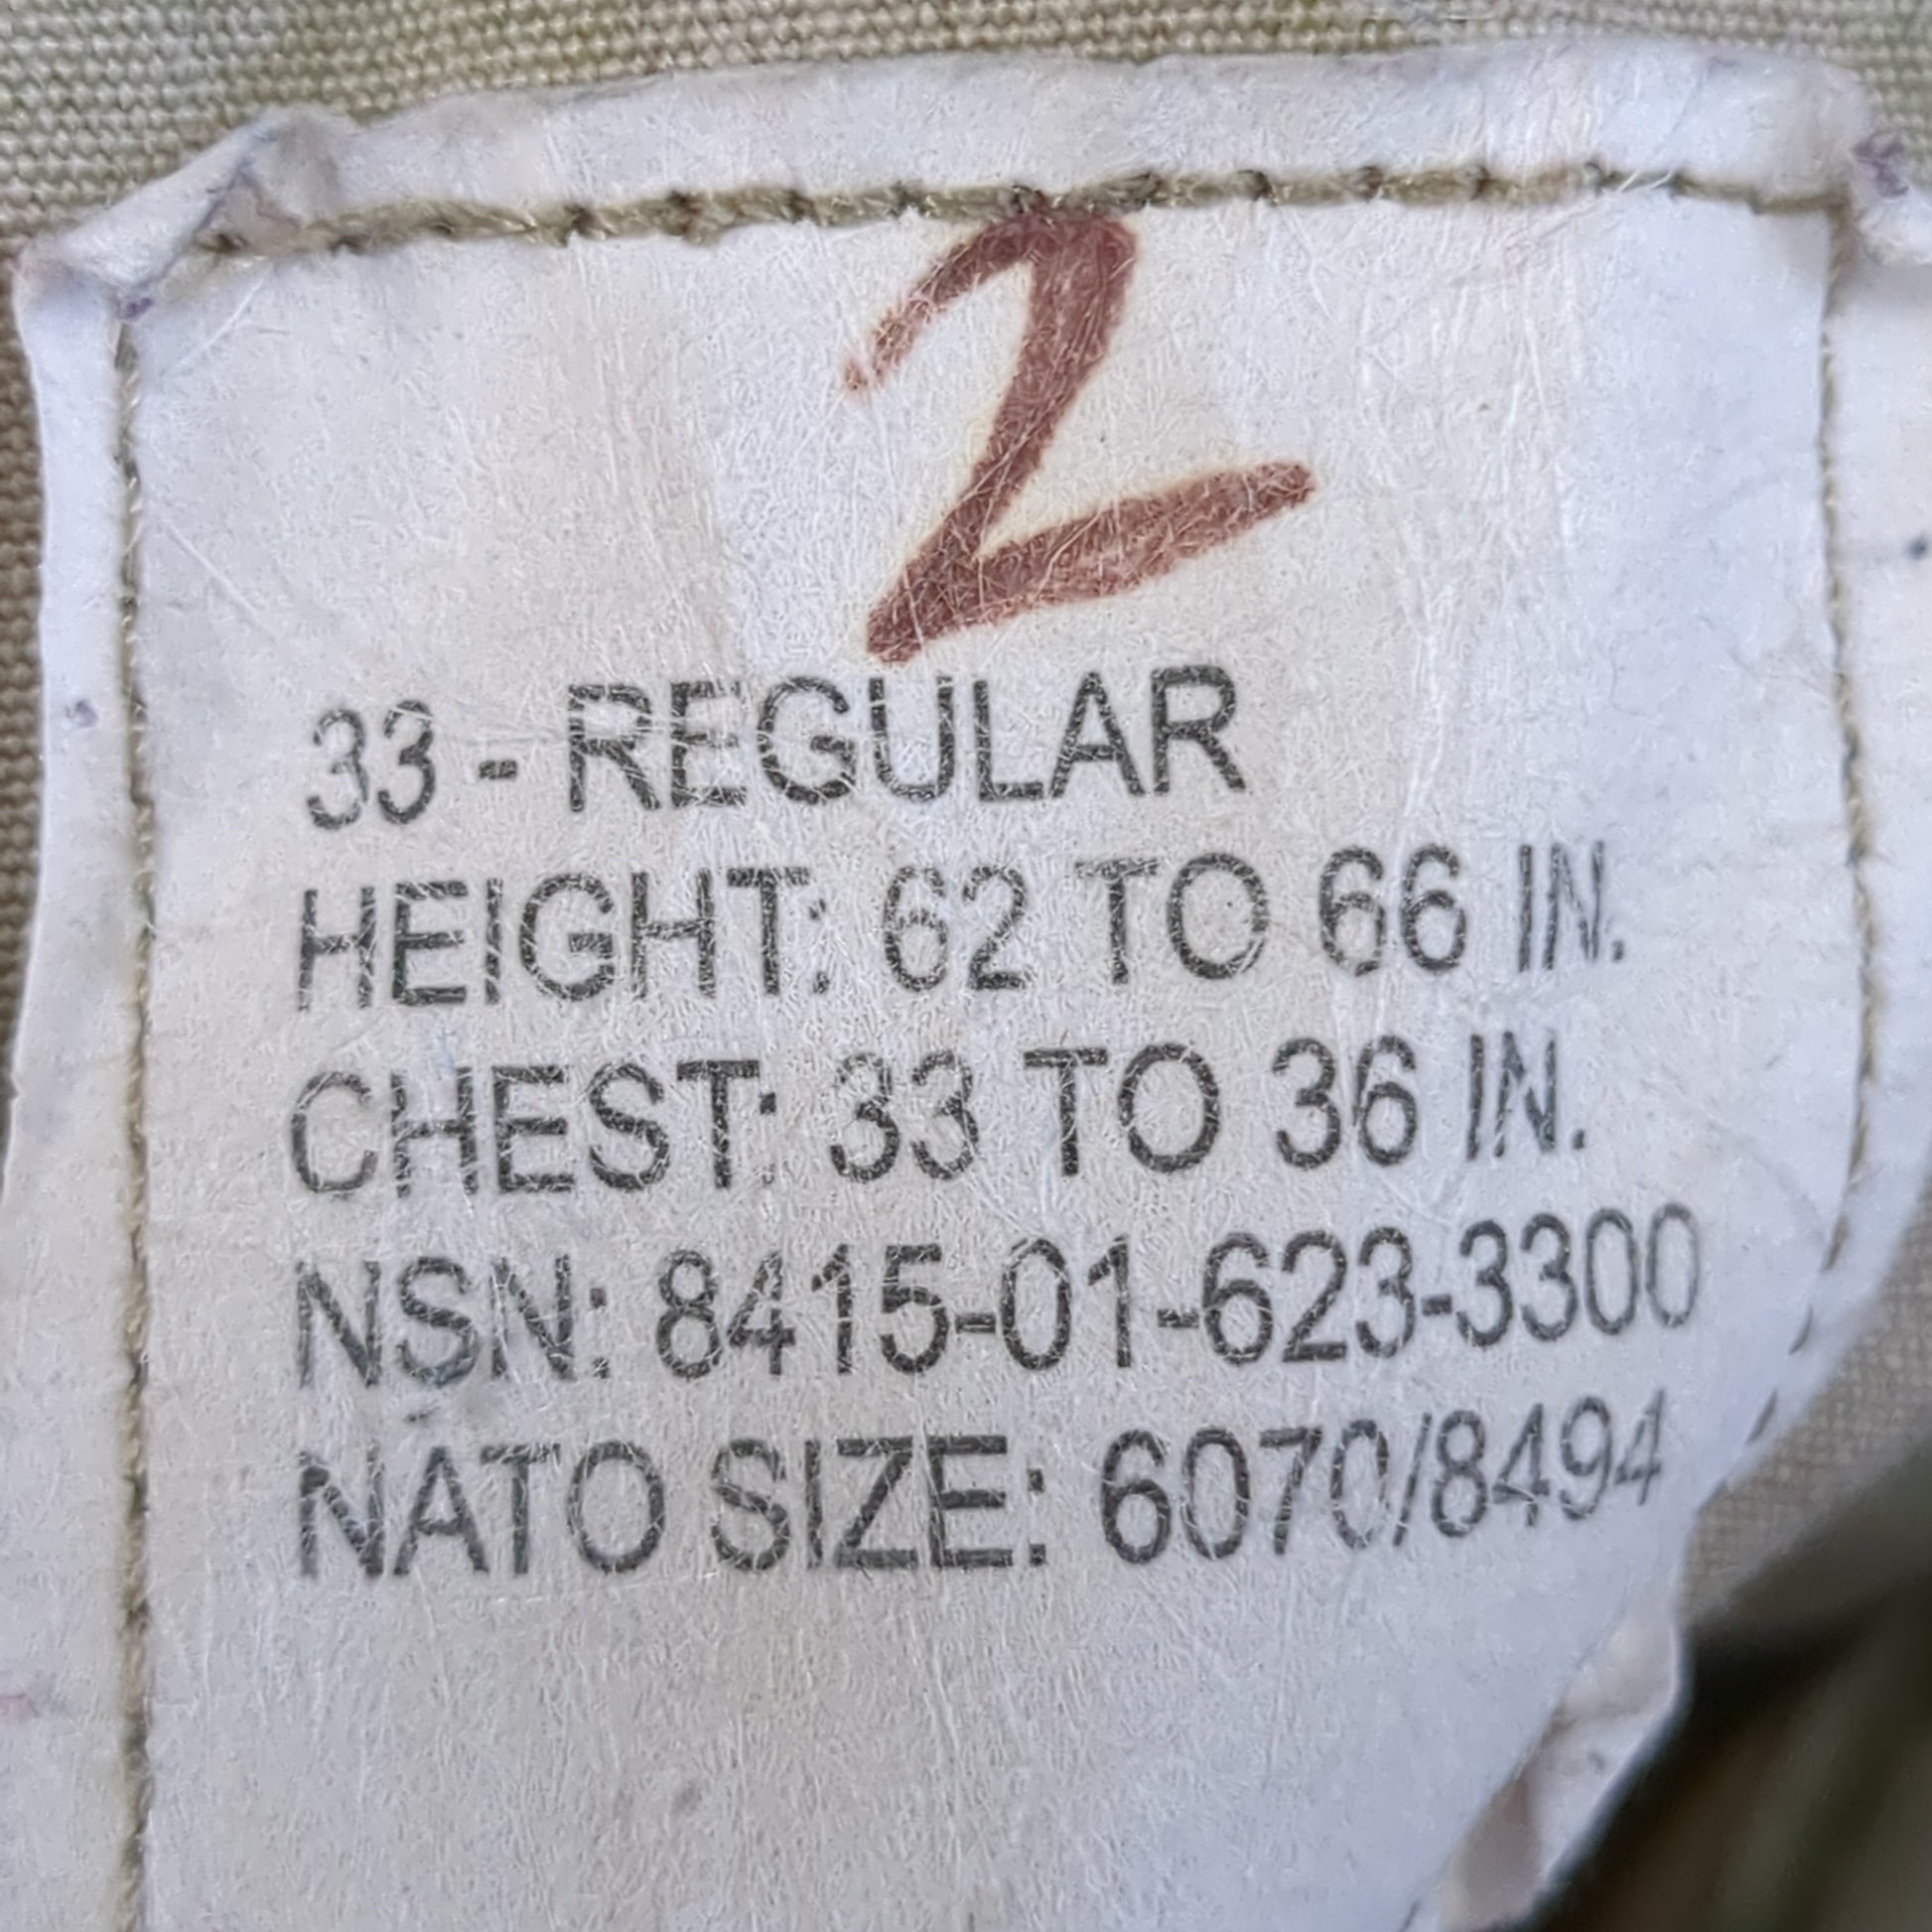 2
33 - REGULAR
HEIGHT: 62 TO 66 IN.
CHEST: 33 TO 36 IN.
NSN: 8415-01-623-3300
NATO SIZE: 6070/8494